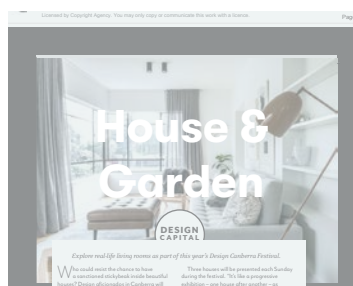 Licensed by Copyright Agency. You may only copy or communicate this work with a licence.
Pag
House &
Garden
DESIGN
CAPITAL
Explore real-life living rooms as part of this year's Design Canberra Festival.
Who could resist the chance to have
a sanctioned stickybeak inside beautiful
houses? Design aficionados in Canberra will
Three houses will be presented each Sunday
during the festival. "It's like a progressive
exhibition – one house after another – as